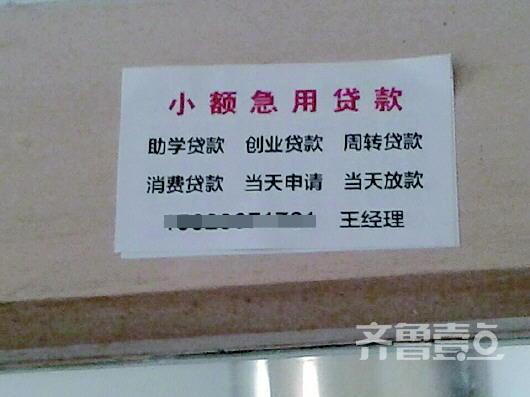 小额急用贷款
助学贷款 创业贷款 周转贷款
消费贷款 当天申请 当天放款
王经理
齐鲁壹点